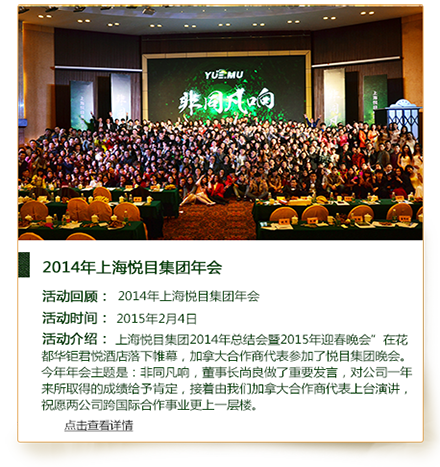 YUE.MU
非同凡响
2014年上海悦目集团年会
活动回顾： 2014年上海悦目集团年会
活动时间： 2015年2月4日
活动介绍： 上海悦目集团2014年总结会暨2015年迎春晚会”在花
都华钜君悦酒店落下帷幕，加拿大合作商代表参加了悦目集团晚会。
今年年会主题是：非同凡响，董事长尚良做了重要发言，对公司一年
来所取得的成绩给予肯定，接着由我们加拿大合作商代表上台演讲，
祝愿两公司跨国际合作事业更上一层楼。
点击查看详情